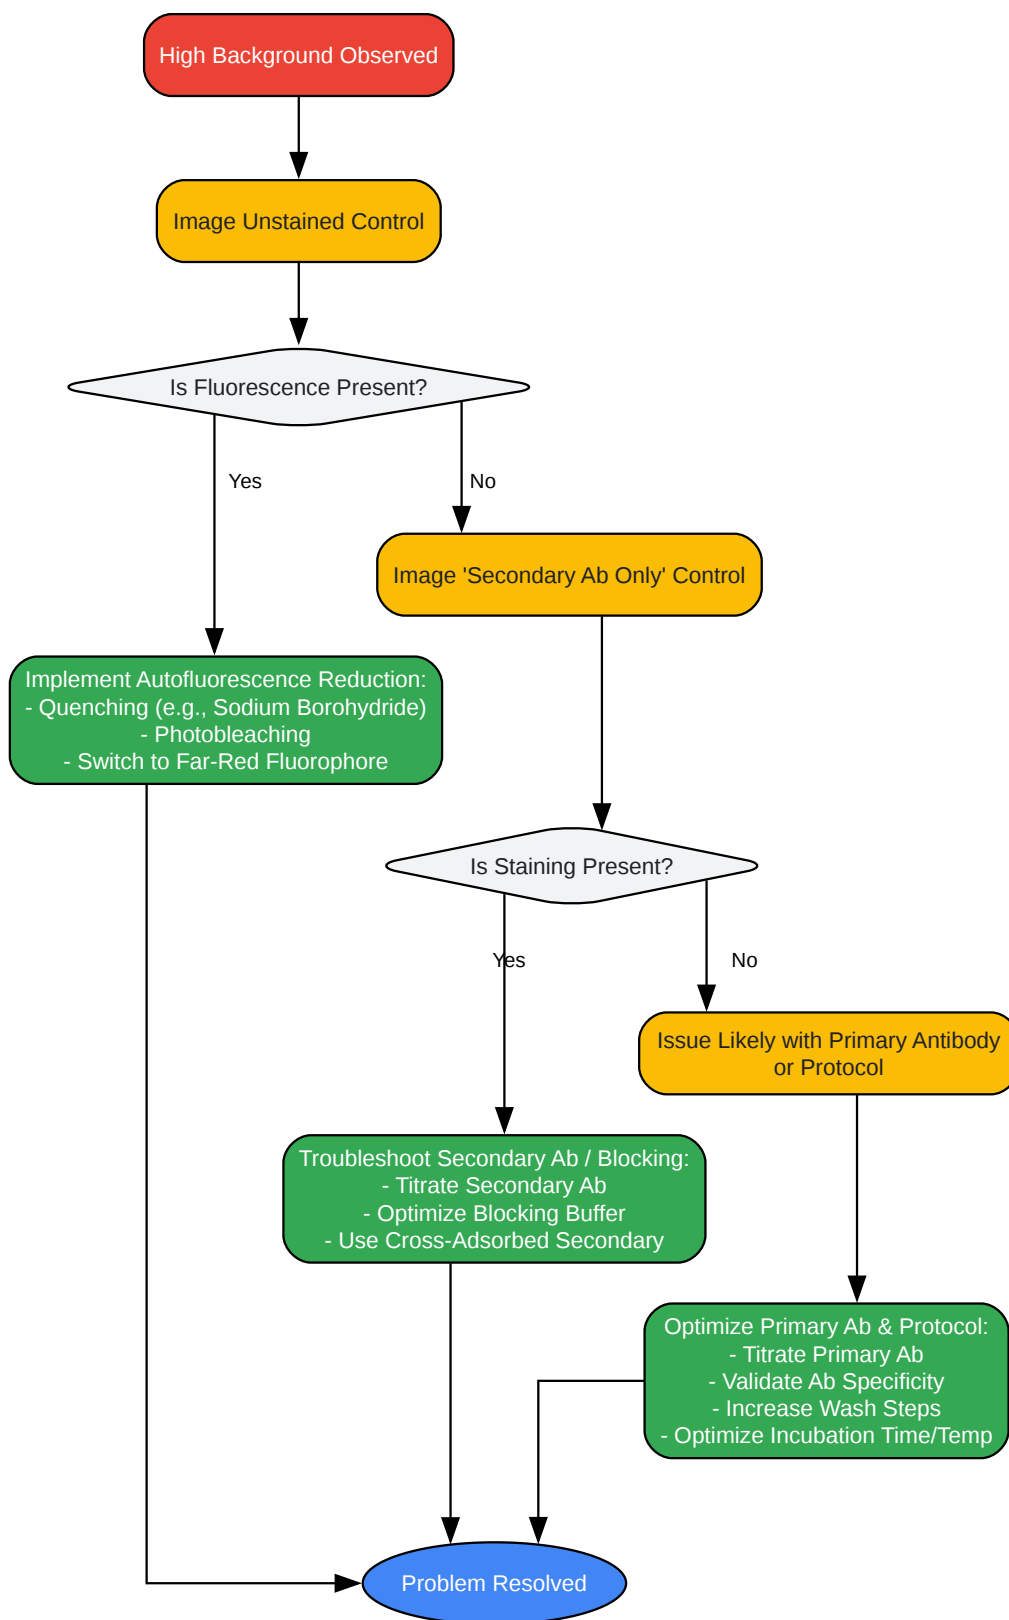 High Background Observed
Image Unstained Control
Is Fluorescence Present?
Yes
No
Image 'Secondary Ab Only' Control
Implement Autofluorescence Reduction:
- Quenching (e.g., Sodium Borohydride)
- Photobleaching
- Switch to Far-Red Fluorophore
Is Staining Present?
Yes
No
Issue Likely with Primary Antibody
or Protocol
Troubleshoot Secondary Ab / Blocking:
- Titrate Secondary Ab
- Optimize Blocking Buffer
- Use Cross-Adsorbed Secondary
Optimize Primary Ab & Protocol:
- Titrate Primary Ab
- Validate Ab Specificity
- Increase Wash Steps
- Optimize Incubation Time/Temp
Problem Resolved